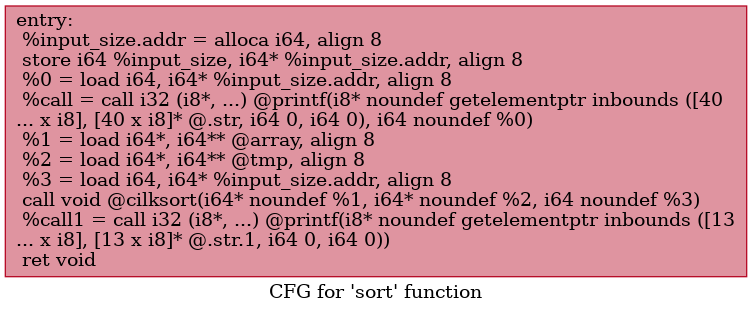 entry:
%input_size.addr = alloca i64, align 8
store i64 %input_size, i64* %input_size.addr, align 8
%0 = load i64, i64* %input_size.addr, align 8
%call = call i32 (i8*, ...) @printf(i8* noundef getelementptr inbounds ([40
... x i8], [40 x i8]* @.str, i64 0, i64 0), i64 noundef %0)
%1 = load i64*, i64** @array, align 8
%2 = load i64*, i64** @tmp, align 8
%3 = load i64, i64* %input_size.addr, align 8
call void @cilksort(i64* noundef %1, i64* noundef %2, i64 noundef %3)
%call1 = call i32 (i8*, ...) @printf(i8* noundef getelementptr inbounds ([13
... x i8], [13 x i8]* @.str.1, i64 0, i64 0))
ret void
CFG for 'sort' function